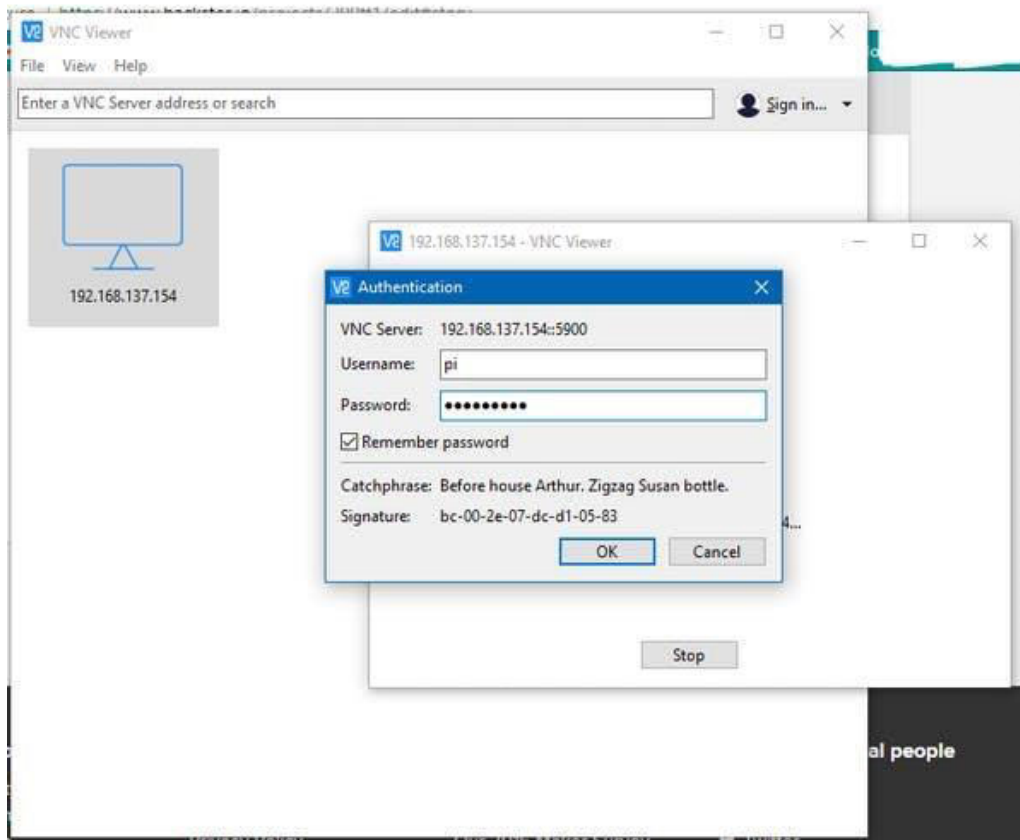 VNC Viewer
File View Help
Enter a VNC Server address or search
Sign in...
192.168.137.154
192.168.137.154 - VNC Viewer
Authentication
VNC Server: 192.168.137.154::5900
Username: pi
Password: •••••••••
Remember password
Catchphrase: Before house Arthur. Zigzag Susan bottle.
Signature: bc-00-2e-07-dc-d1-05-83
4...
OK Cancel
Stop
al people